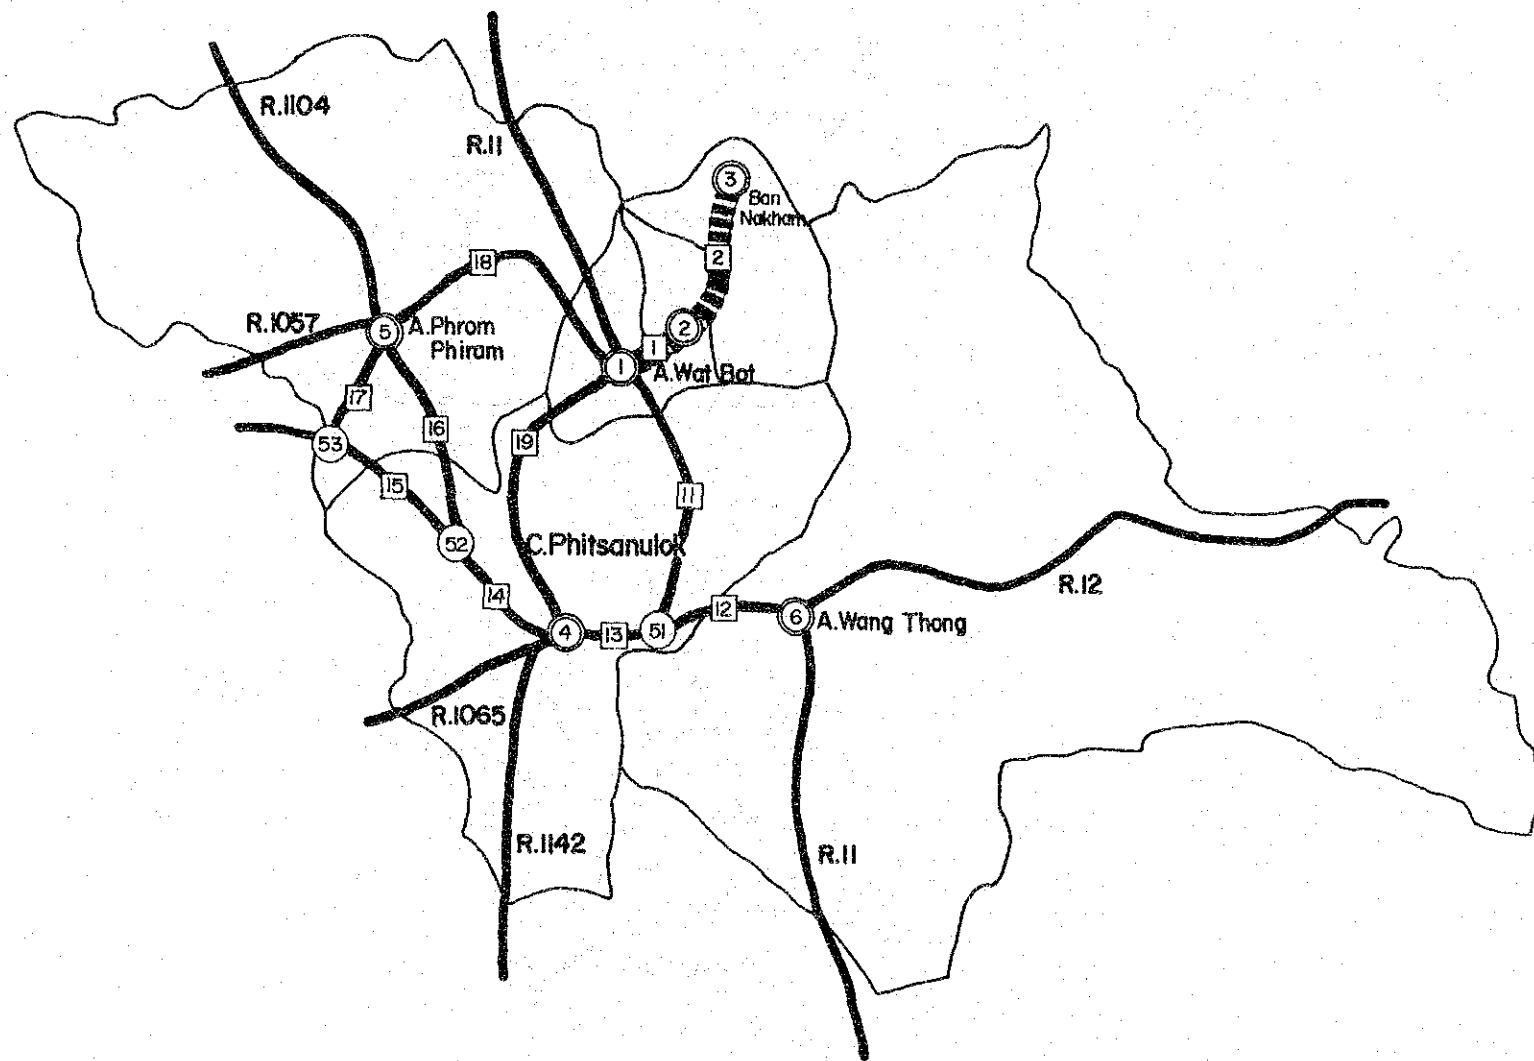 R.1104
R.11
3
Ban
Nakham
2
18
R.1057
5
A.Phrom
Phiram
2
1
1
A.Wat Bot
17
16
19
53
15
11
52
C.Phitsanulok
14
12
6
A.Wang Thong
R.12
4
13
51
R.1065
R.1142
R.11